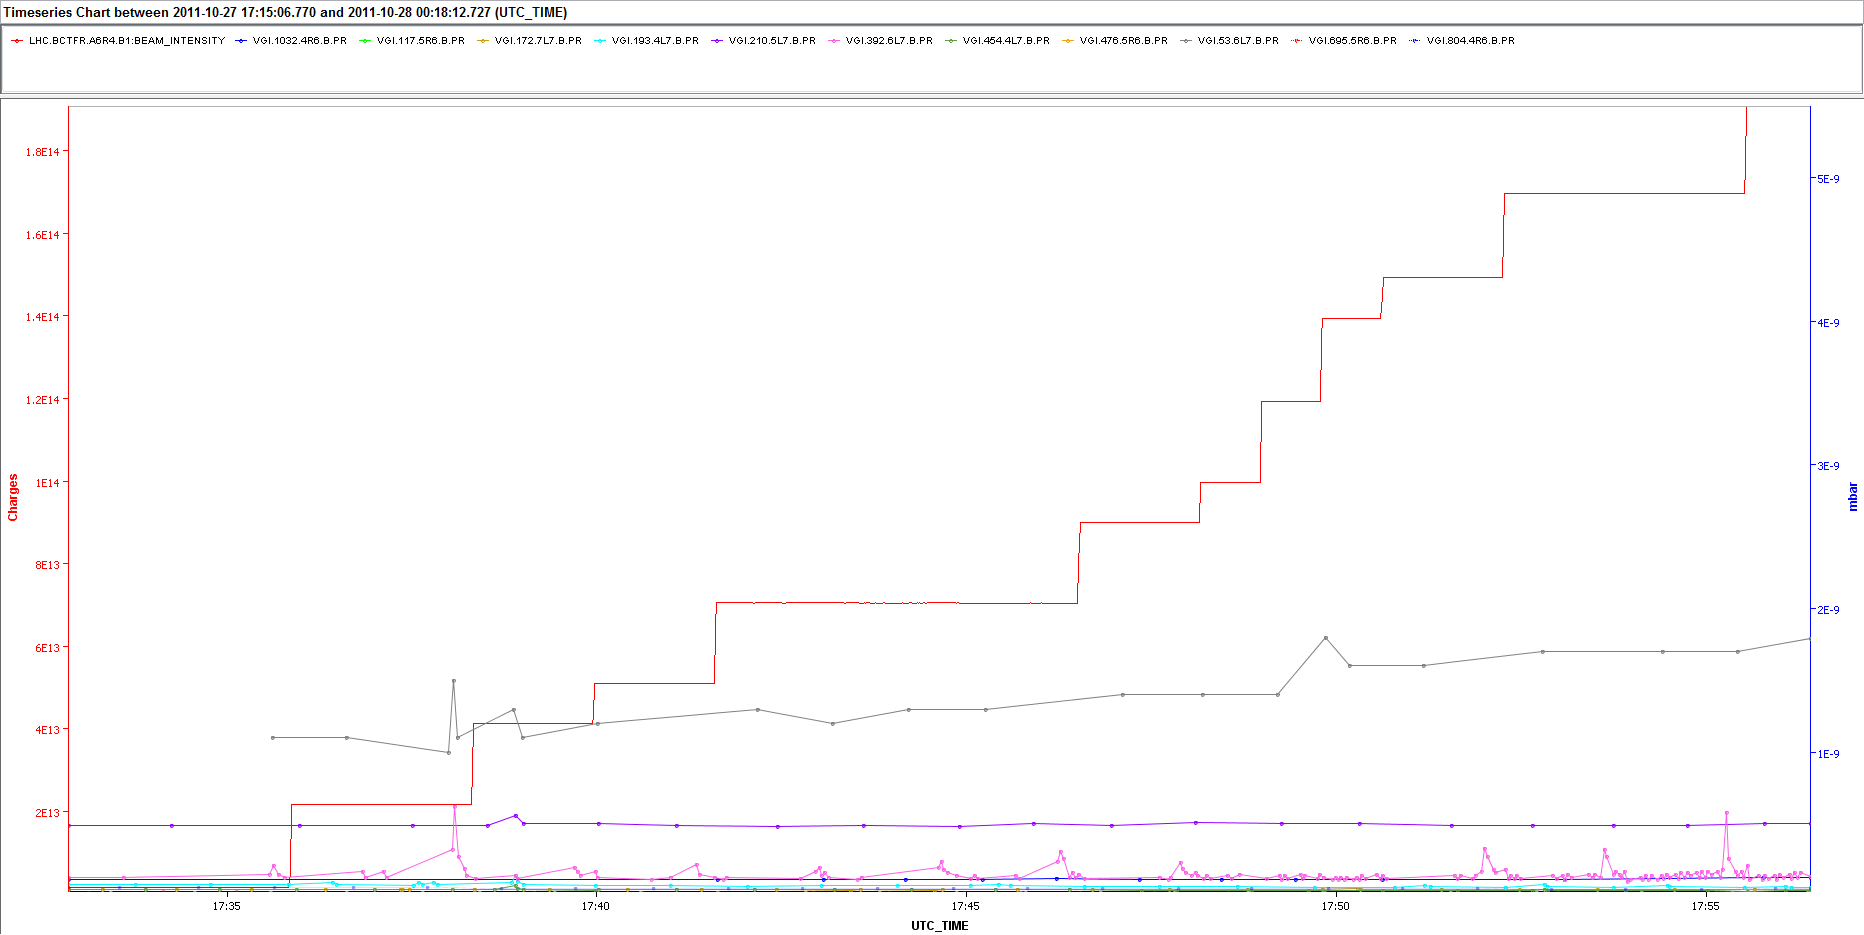 Timeseries Chart between 2011-10-27 17:15:06.770 and 2011-10-28 00:18:12.727 (UTC_TIME)
LHC.BCTFR.A6R4.B1:BEAM_INTENSITY VGI.1032.4R6.B.PR VGI.117.5R6.B.PR VGI.172.7L7.B.PR VGI.193.4L7.B.PR VGI.210.5L7.B.PR VGI.392.6L7.B.PR VGI.454.4L7.B.PR VGI.476.5R6.B.PR VGI.53.6L7.B.PR VGI.695.5R6.B.PR VGI.804.4R6.B.PR
1.8E14
1.6E14
1.4E14
1.2E14
1E14
8E13
6E13
4E13
2E13
Charges
5E-9
4E-9
3E-9
2E-9
1E-9
mbar
17:35 17:40 17:45 17:50 17:55
UTC_TIME